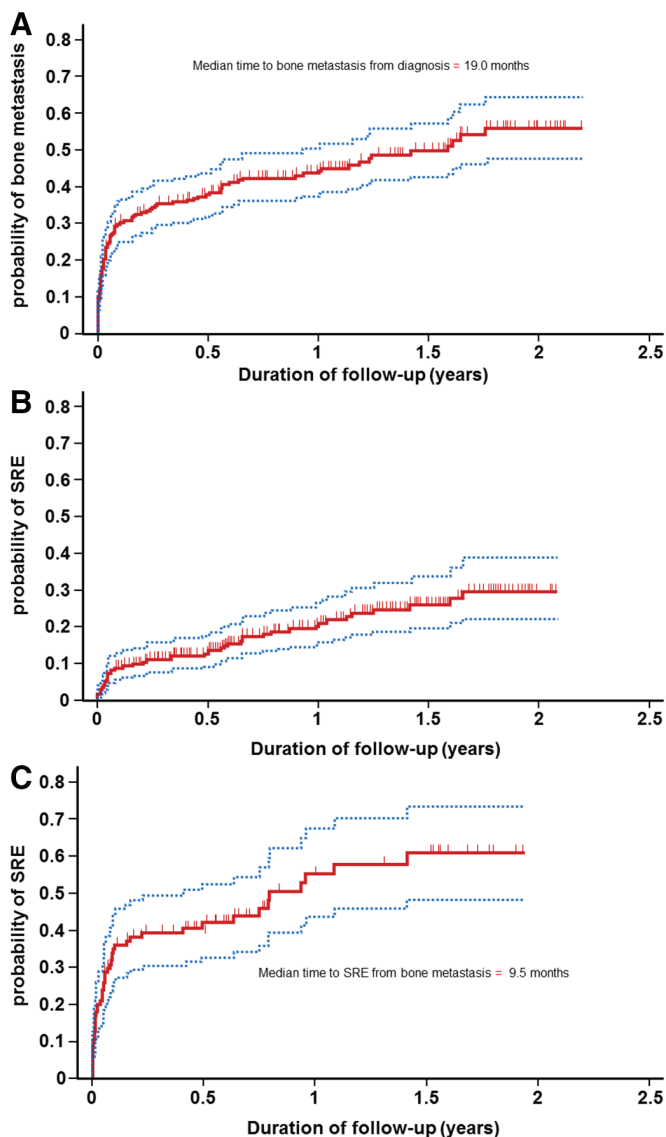 A
probability of bone metastasis
0.8
0.7
0.6
0.5
0.4
0.3
0.2
0.1
0
Median time to bone metastasis from diagnosis = 19.0 months
0 0.5 1 1.5 2 2.5
Duration of follow-up (years)
B
probability of SRE
0.8
0.7
0.6
0.5
0.4
0.3
0.2
0.1
0
0 0.5 1 1.5 2 2.5
Duration of follow-up (years)
C
probability of SRE
0.8
0.7
0.6
0.5
0.4
0.3
0.2
0.1
0
Median time to SRE from bone metastasis = 9.5 months
0 0.5 1 1.5 2 2.5
Duration of follow-up (years)